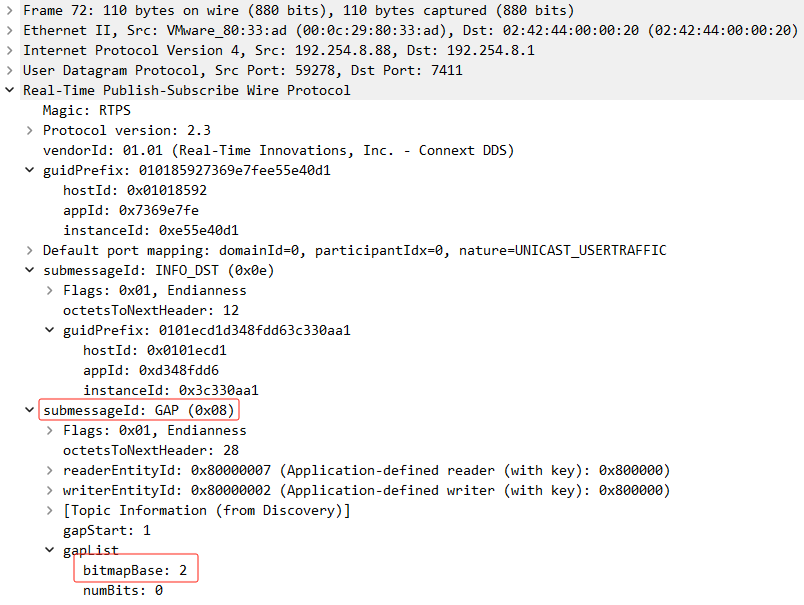 Frame 72: 110 bytes on wire (880 bits), 110 bytes captured (880 bits)
Ethernet II, Src: VMware_80:33:ad (00:0c:29:80:33:ad), Dst: 02:42:44:00:00:20 (02:42:44:00:00:20)
Internet Protocol Version 4, Src: 192.254.8.88, Dst: 192.254.8.1
User Datagram Protocol, Src Port: 59278, Dst Port: 7411
Real-Time Publish-Subscribe Wire Protocol
Magic: RTPS
Protocol version: 2.3
vendorId: 01.01 (Real-Time Innovations, Inc. - Connext DDS)
guidPrefix: 010185927369e7fee55e40d1
hostId: 0x01018592
appId: 0x7369e7fe
instanceId: 0xe55e40d1
Default port mapping: domainId=0, participantIdx=0, nature=UNICAST_USERTRAFFIC
submessageId: INFO_DST (0x0e)
Flags: 0x01, Endianness
octetsToNextHeader: 12
guidPrefix: 0101ecd1d348fdd63c330aa1
hostId: 0x0101ecd1
appId: 0xd348fdd6
instanceId: 0x3c330aa1
submessageId: GAP (0x08)
Flags: 0x01, Endianness
octetsToNextHeader: 28
readerEntityId: 0x80000007 (Application-defined reader (with key): 0x800000)
writerEntityId: 0x80000002 (Application-defined writer (with key): 0x800000)
[Topic Information (from Discovery)]
gapStart: 1
gapList
bitmapBase: 2
numBits: 0